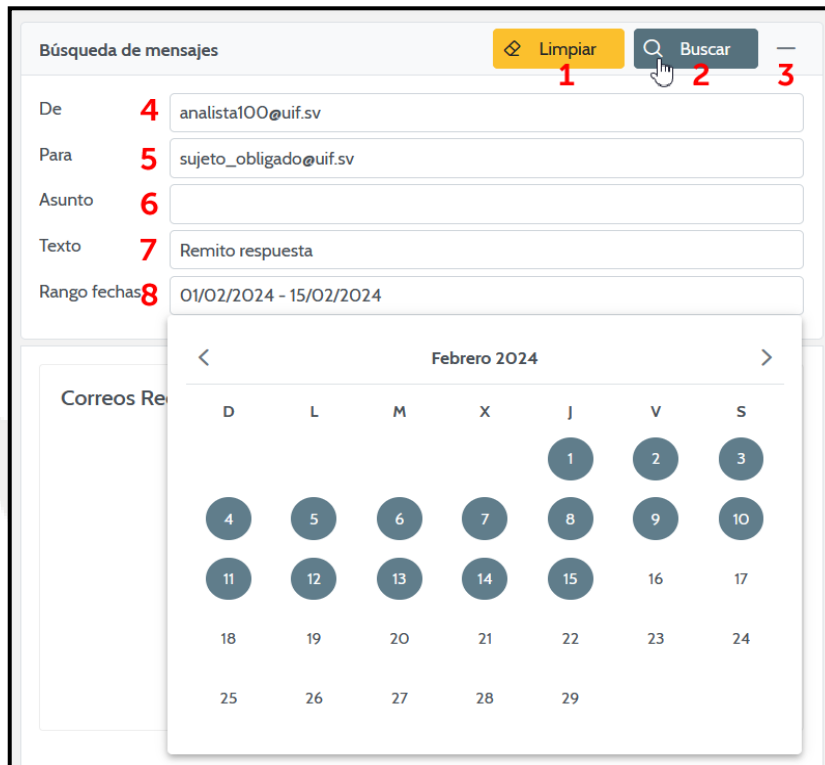 Búsqueda de mensajes Limpiar Buscar
1 2 3
De 4 analista100@uif.sv
Para 5 sujeto_obligado@uif.sv
Asunto 6
Texto 7 Remito respuesta
Rango fechas 8 01/02/2024 - 15/02/2024
Febrero 2024
Correos Re
D L M X J V S
1 2 3
4 5 6 7 8 9 10
11 12 13 14 15 16 17
18 19 20 21 22 23 24
25 26 27 28 29